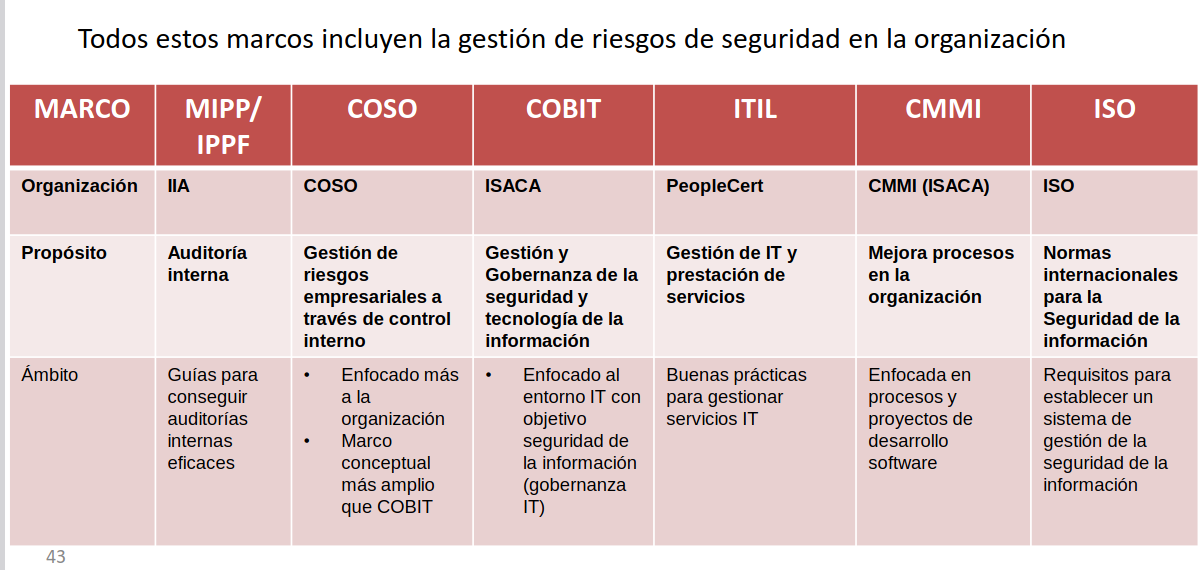 Todos estos marcos incluyen la gestión de riesgos de seguridad en la organización
MARCO
MIPP/
IPPF
COSO
COBIT
ITIL
CMMI
ISO
Organización
IIA
COSO
ISACA
PeopleCert
CMMI (ISACA)
ISO
Propósito
Auditoría
interna
Gestión de
riesgos
empresariales a
través de control
interno
Gestión y
Gobernanza de la
seguridad y
tecnología de la
información
Gestión de IT y
prestación de
servicios
Mejora procesos
en la
organización
Normas
internacionales
para la
Seguridad de la
información
Ámbito
Guías para
conseguir
auditorías
internas
eficaces
• Enfocado más
a la
organización
• Marco
conceptual
más amplio
que COBIT
• Enfocado al
entorno IT con
objetivo
seguridad de
la información
(gobernanza
IT)
Buenas prácticas
para gestionar
servicios IT
Enfocada en
procesos y
proyectos de
desarrollo
software
Requisitos para
establecer un
sistema de
gestión de la
seguridad de la
información
43